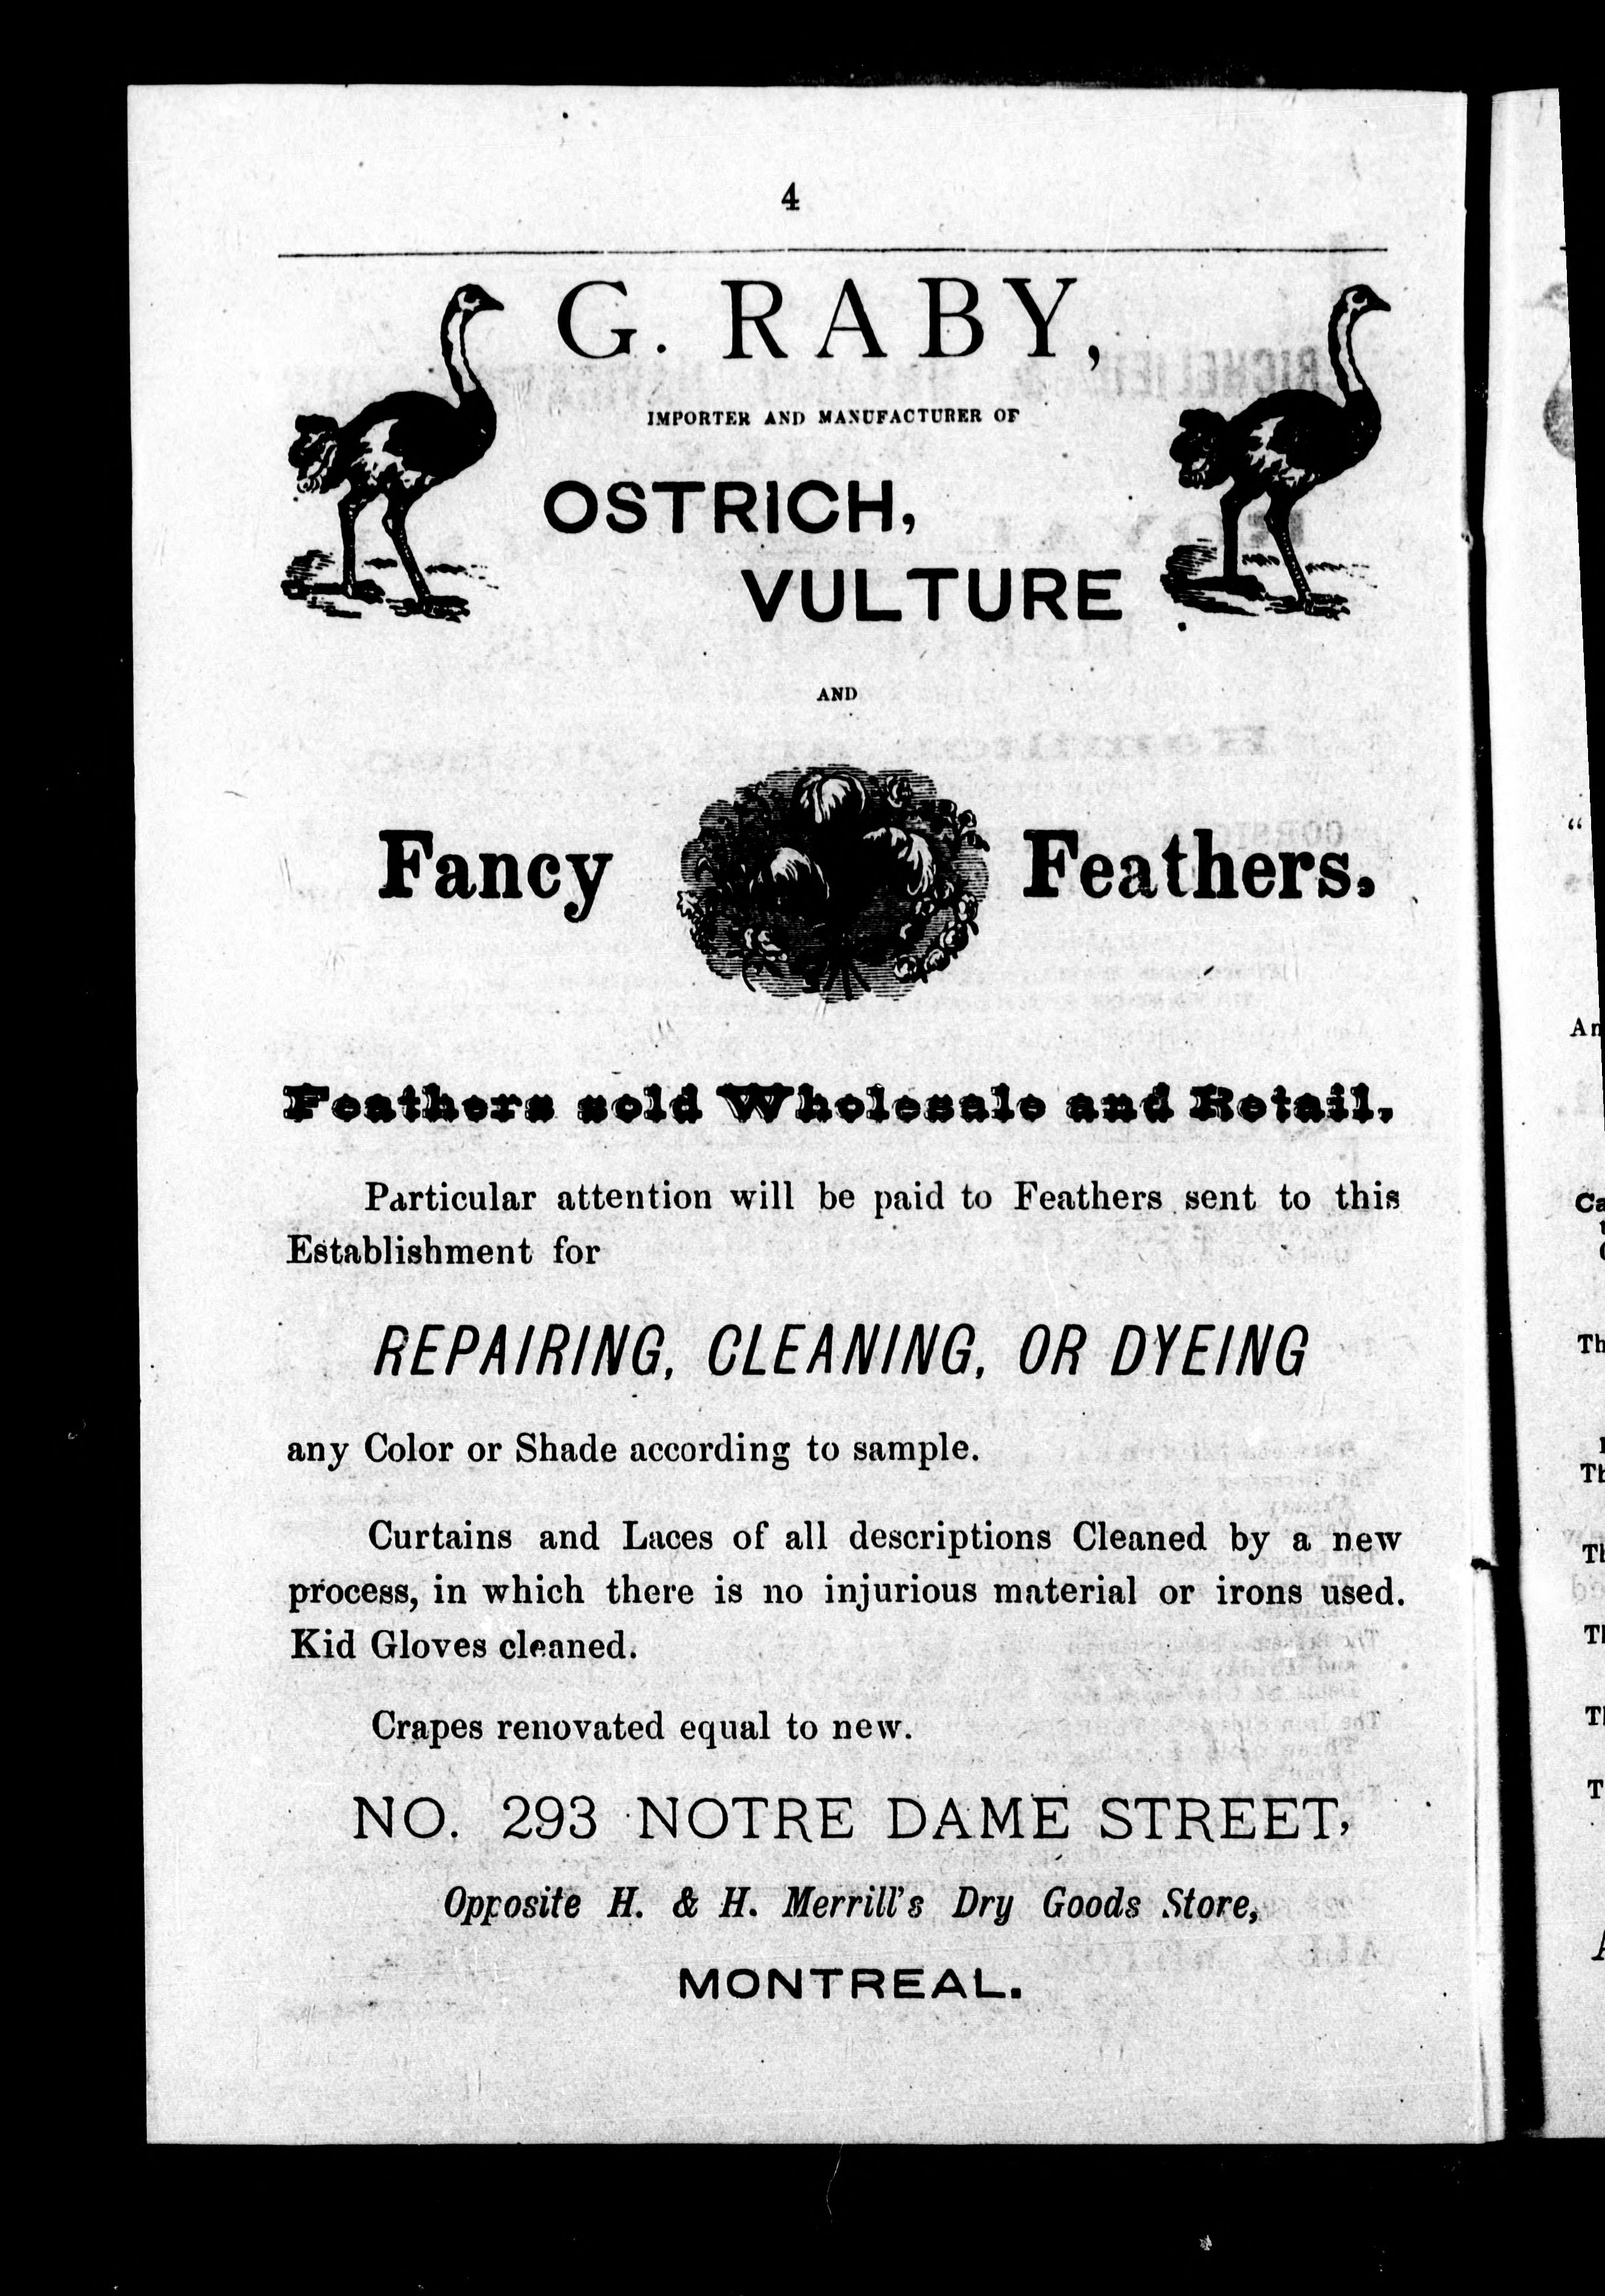 4
G. RABY,
IMPORTER AND MANUFACTURER OF
OSTRICH,
VULTURE
AND
Fancy Feathers.
Feathers sold Wholesale and Retail.
Particular attention will be paid to Feathers sent to this
Establishment for
REPAIRING, CLEANING, OR DYEING
any Color or Shade according to sample.
Curtains and Laces of all descriptions Cleaned by a new
process, in which there is no injurious material or irons used.
Kid Gloves cleaned.
Crapes renovated equal to new.
NO. 293 NOTRE DAME STREET,
Opposite H. & H. Merrill's Dry Goods Store,
MONTREAL.